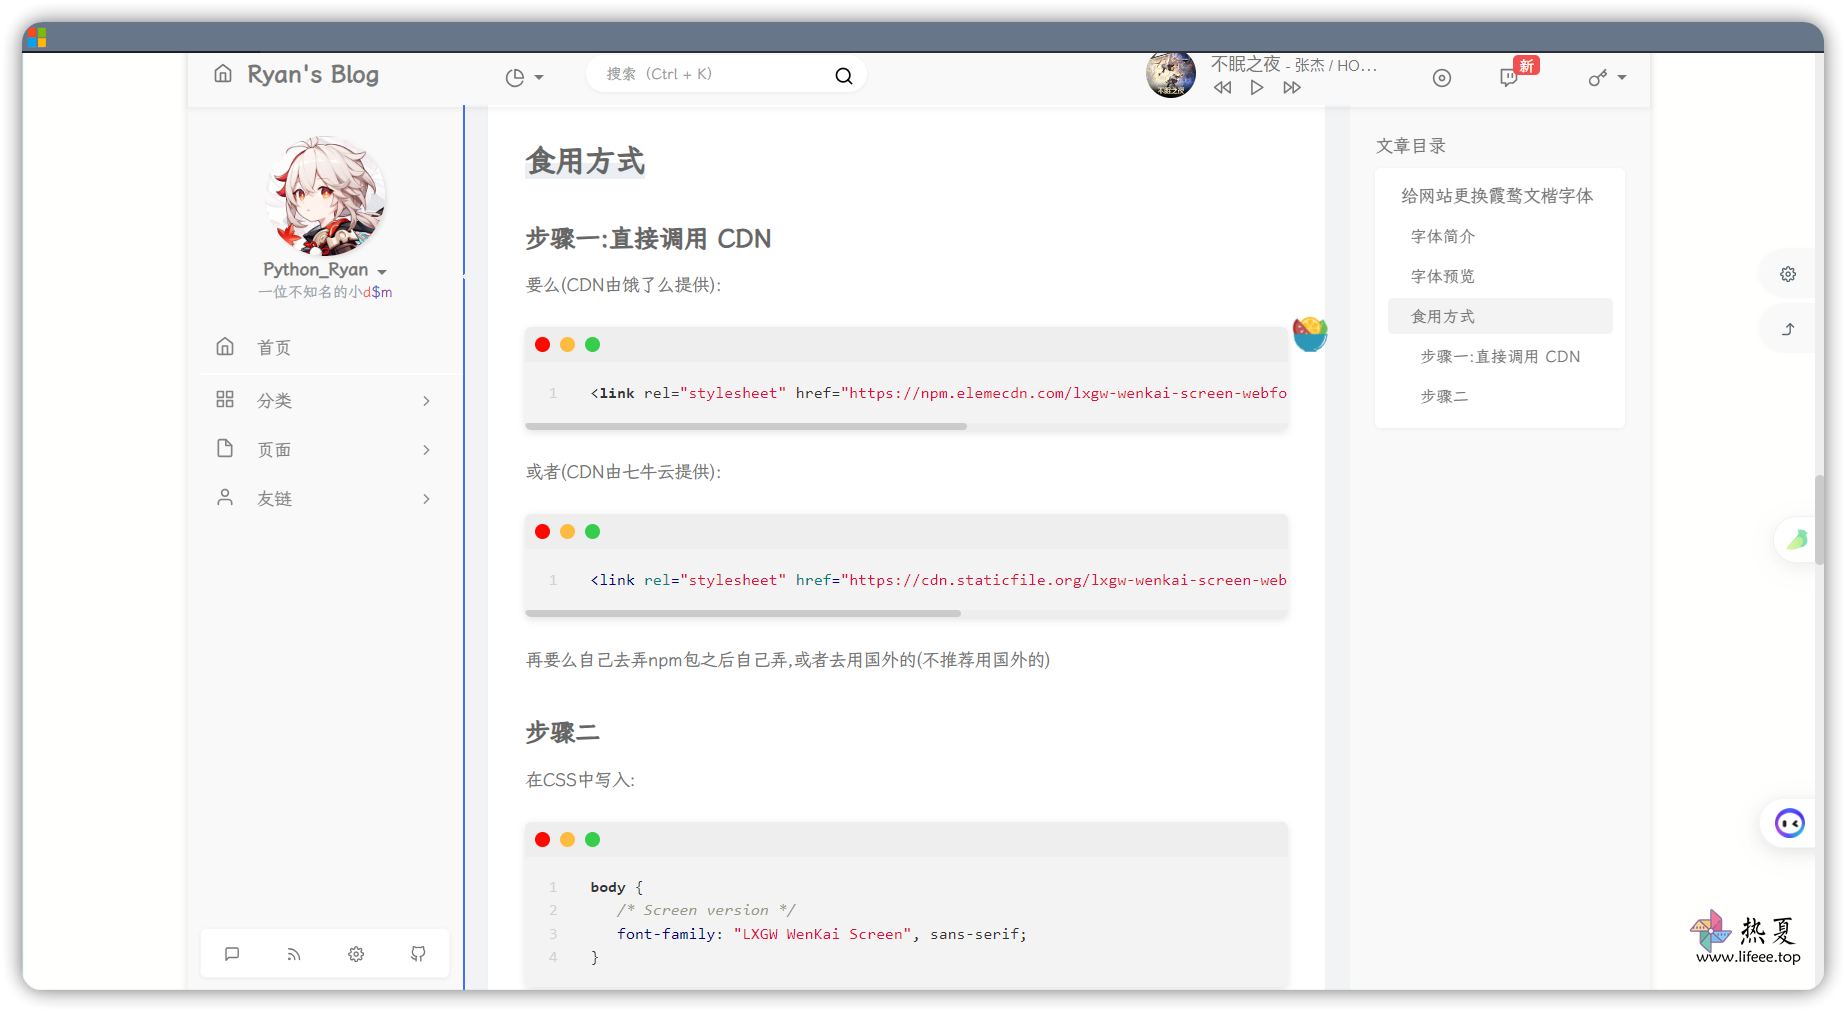 Ryan's Blog
搜索（Ctrl + K）
不眠之夜 - 张杰 / HO...
新
不眠之夜
Python_Ryan
一位不知名的小d$m
首页
分类
页面
友链
食用方式
步骤一:直接调用 CDN
要么(CDN由饿了么提供):
1 <link rel="stylesheet" href="https://npm.elemecdn.com/lxgw-wenkai-screen-webfo
或者(CDN由七牛云提供):
1 <link rel="stylesheet" href="https://cdn.staticfile.org/lxgw-wenkai-screen-web
再要么自己去弄npm包之后自己弄,或者去用国外的(不推荐用国外的)
步骤二
在CSS中写入:
1 body {
2 /* Screen version */
3 font-family: "LXGW WenKai Screen", sans-serif;
4 }
文章目录
给网站更换霞鹜文楷字体
字体简介
字体预览
食用方式
步骤一:直接调用 CDN
步骤二
热夏
www.lifeee.top